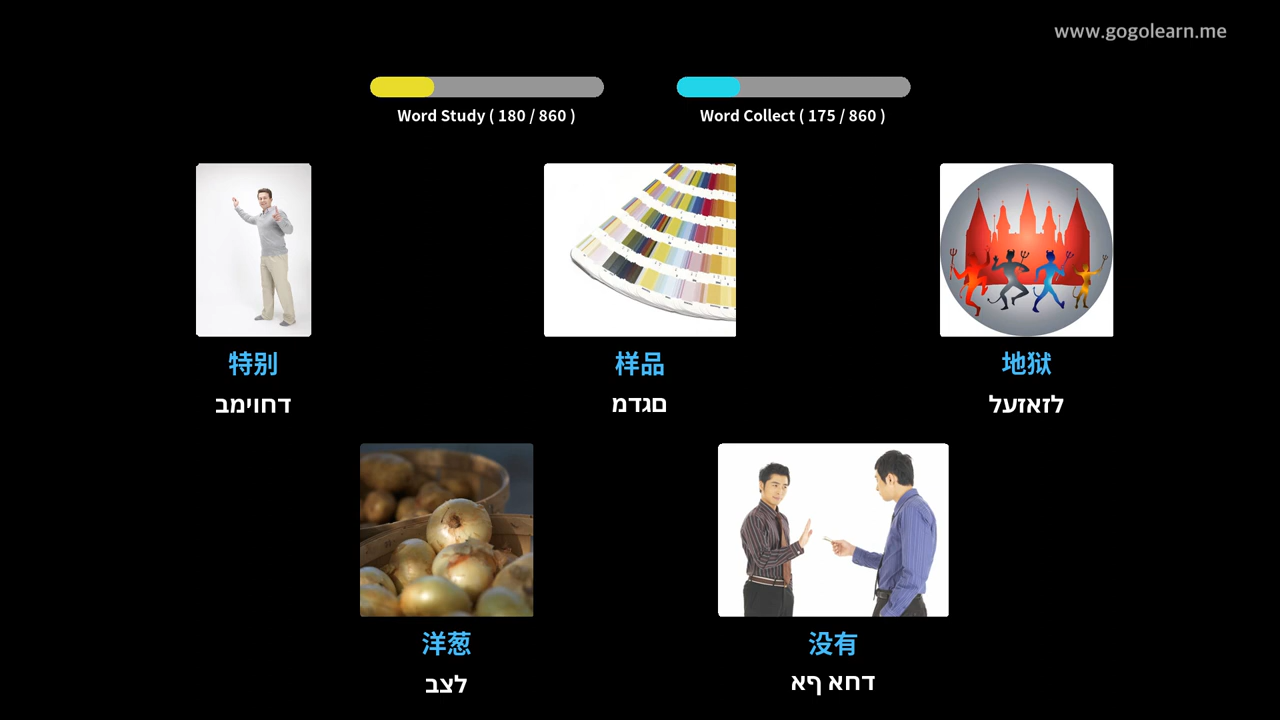 www.gogolearn.me
Word Study ( 180 / 860 )
Word Collect ( 175 / 860 )
特别
样品
地狱
דחוימב
םגדמ
לזאזעל
洋葱
没有
לצב
דחא ףא